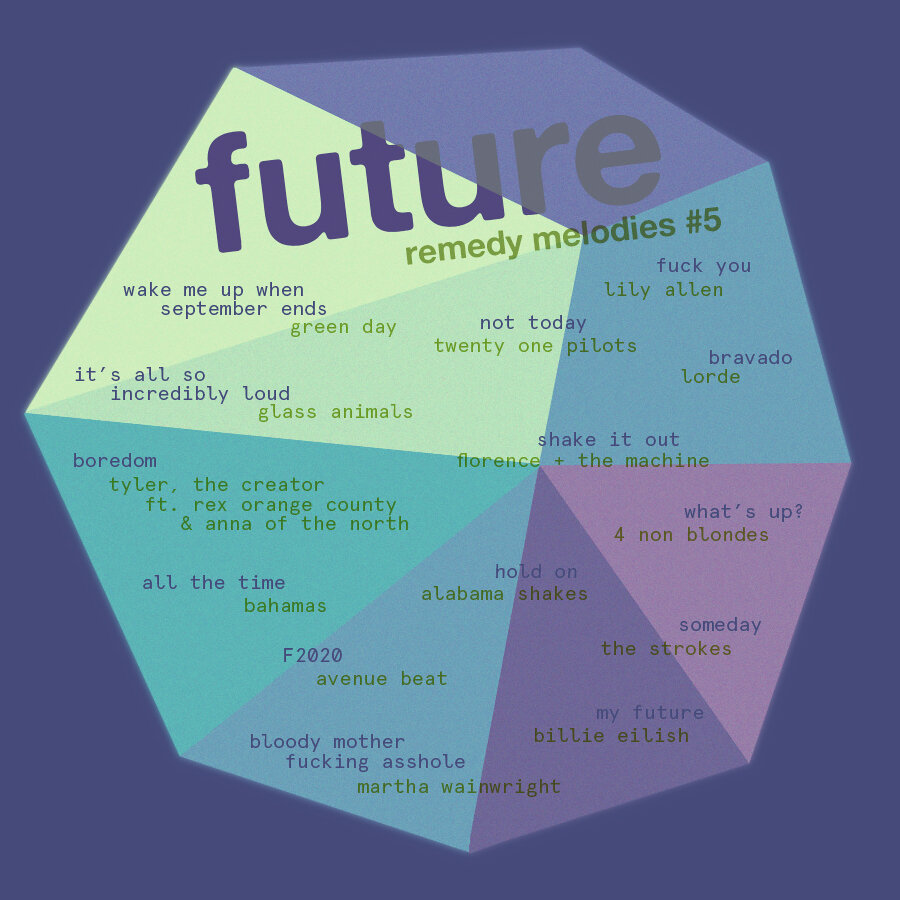 future
remedy melodies #5
wake me up when
september ends
green day
it's all so
incredibly loud
glass animals
boredom
tyler, the creator
ft. rex orange county
& anna of the north
all the time
bahamas
F2020
avenue beat
bloody mother
fucking asshole
martha wainwright
my future
billie eilish
someday
the strokes
hold on
alabama shakes
what's up?
4 non blondes
shake it out
florence + the machine
bravado
lorde
not today
twenty one pilots
fuck you
lily allen